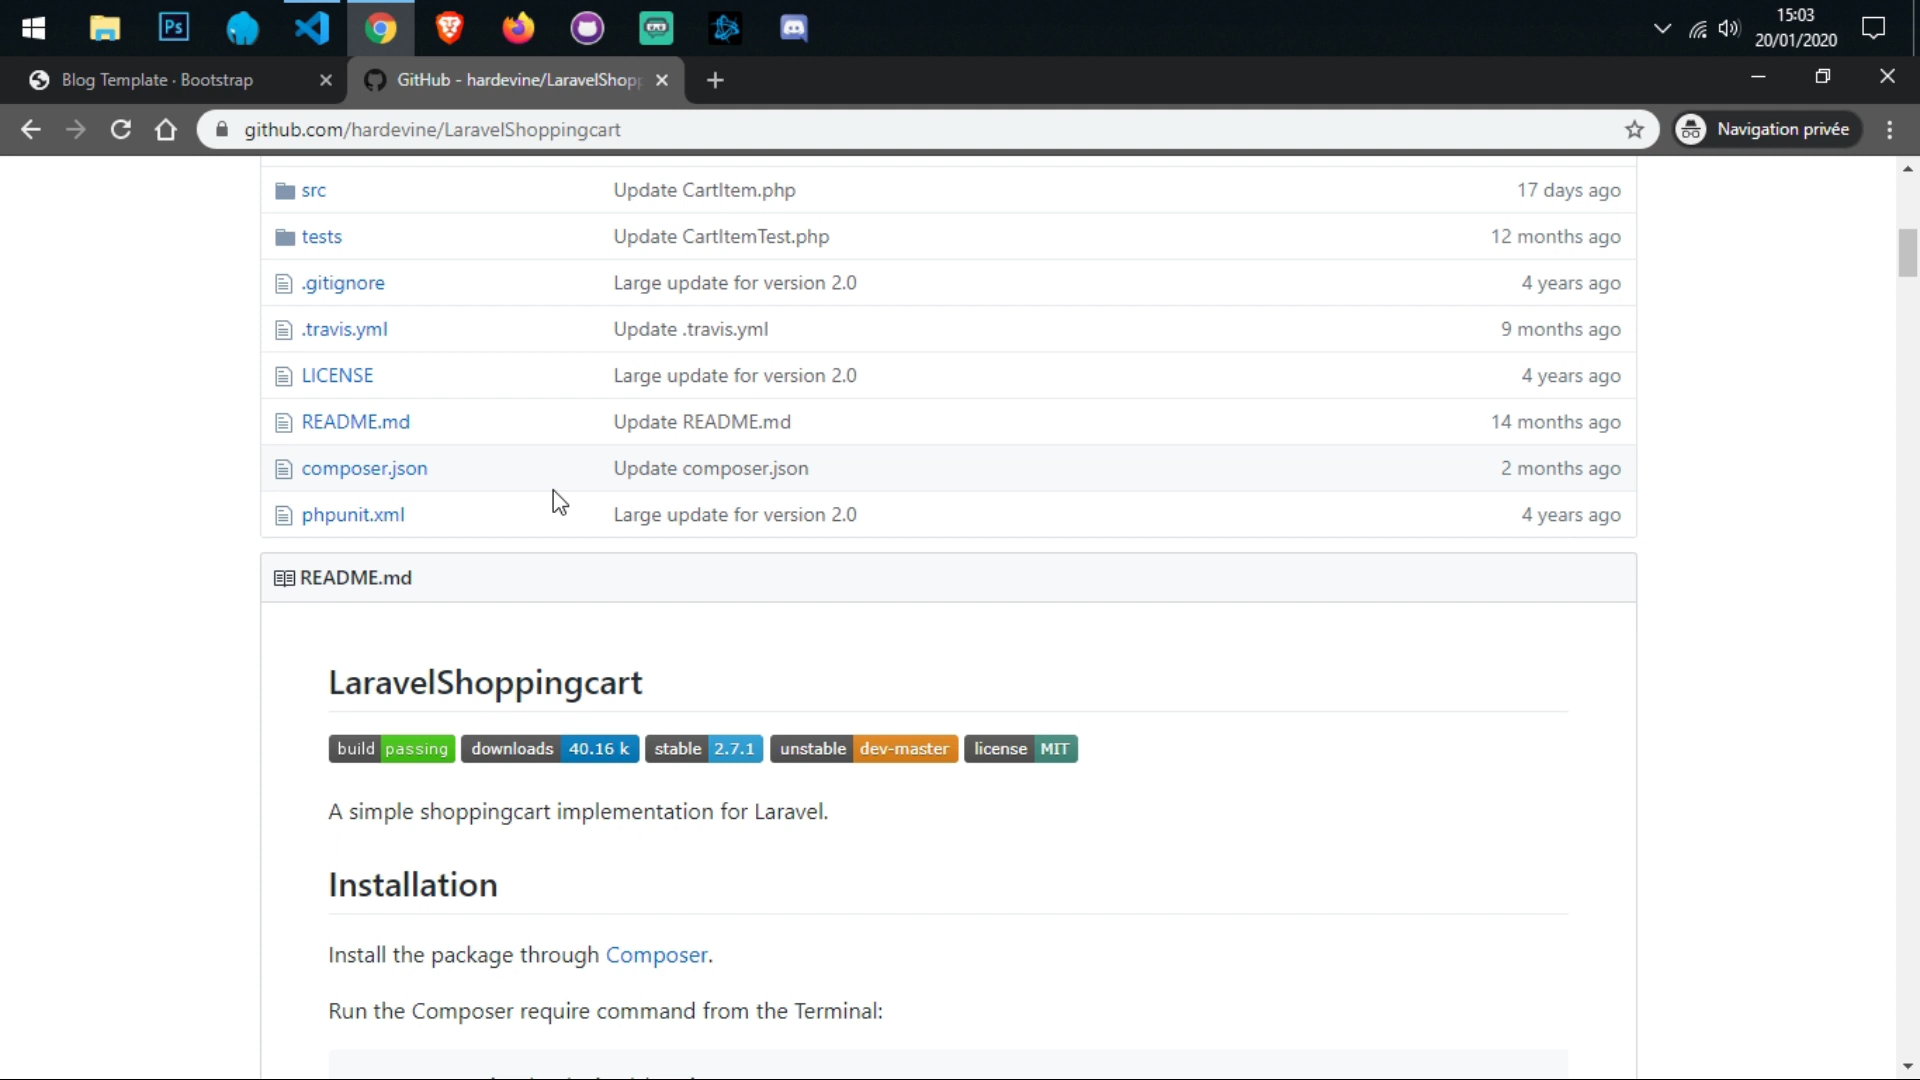 Ps
15:03
20/01/2020
Blog Template · Bootstrap
GitHub - hardevine/LaravelShopp
github.com/hardevine/LaravelShoppingcart
Navigation privée
src Update CartItem.php 17 days ago
tests Update CartItemTest.php 12 months ago
.gitignore Large update for version 2.0 4 years ago
.travis.yml Update .travis.yml 9 months ago
LICENSE Large update for version 2.0 4 years ago
README.md Update README.md 14 months ago
composer.json Update composer.json 2 months ago
phpunit.xml Large update for version 2.0 4 years ago
README.md
LaravelShoppingcart
build passing downloads 40.16 k stable 2.7.1 unstable dev-master license MIT
A simple shoppingcart implementation for Laravel.
Installation
Install the package through Composer.
Run the Composer require command from the Terminal: